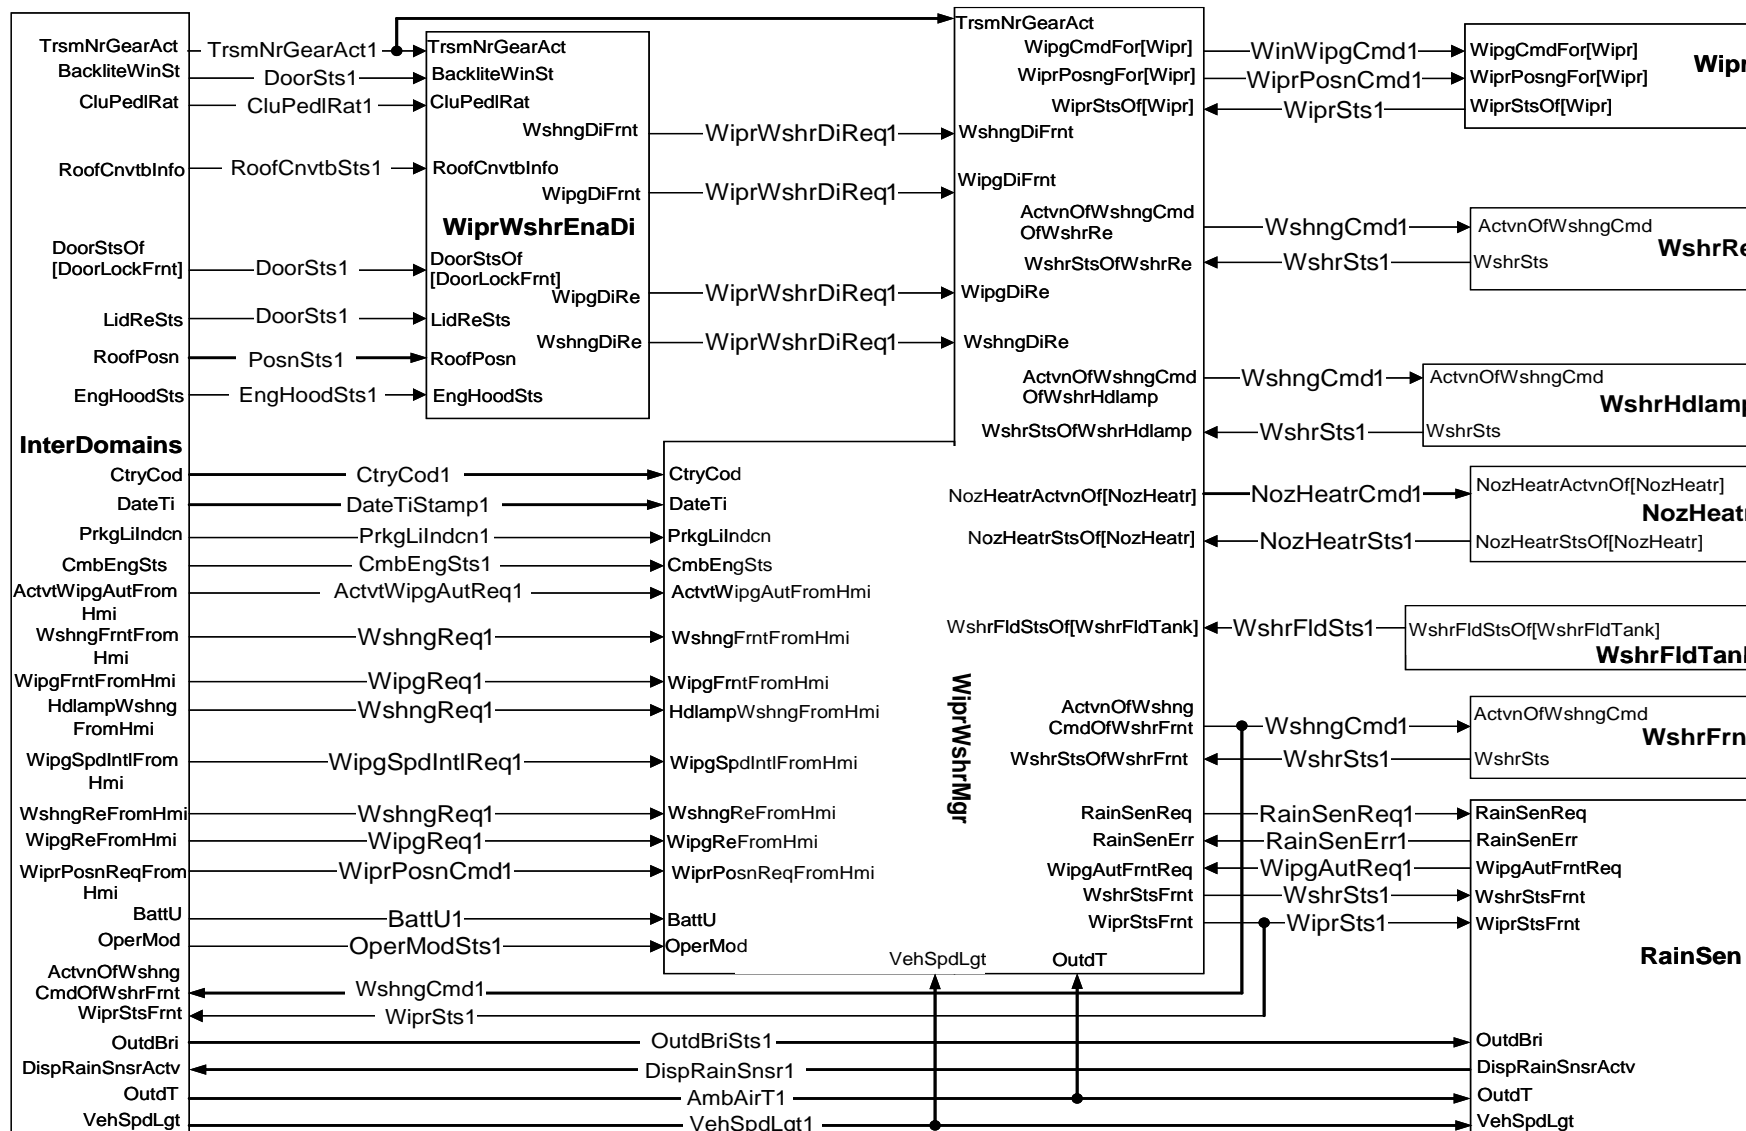 TrsmNrGearAct
BackliteWinSt
CluPedlRat
RoofCnvtbInfo
DoorStsOf
[DoorLockFrnt]
LidReSts
RoofPosn
EngHoodSts
InterDomains
CtryCod
DateTi
PrkgLiIndcn
CmbEngSts
ActvtWipgAutFrom
Hmi
WshngFrntFrom
Hmi
WipgFrntFromHmi
HdlampWshng
FromHmi
WipgSpdIntlFrom
Hmi
WshngReFromHmi
WipgReFromHmi
WiprPosnReqFrom
Hmi
BattU
OperMod
ActvnOfWshng
CmdOfWshrFrnt
WiprStsFrnt
OutdBri
DispRainSnsrActv
OutdT
VehSpdLgt
TrsmNrGearAct1
DoorSts1
CluPedlRat1
RoofCnvtbSts1
DoorSts1
DoorSts1
PosnSts1
EngHoodSts1
CtryCod1
DateTiStamp1
PrkgLiIndcn1
CmbEngSts1
ActvtWipgAutReq1
WshngReq1
WipgReq1
WshngReq1
WipgSpdIntlReq1
WshngReq1
WipgReq1
WiprPosnCmd1
BattU1
OperModSts1
WshngCmd1
WiprSts1
OutdBriSts1
DispRainSnsr1
AmbAirT1
VehSpdLgt1
TrsmNrGearAct
BackliteWinSt
CluPedlRat
WshngDiFrnt
RoofCnvtbInfo
WipgDiFrnt
WiprWshrEnaDi
DoorStsOf
[DoorLockFrnt]
WipgDiRe
LidReSts
WshngDiRe
RoofPosn
EngHoodSts
WiprWshrDiReq1
WiprWshrDiReq1
WiprWshrDiReq1
WiprWshrDiReq1
TrsmNrGearAct
WipgCmdFor[Wipr]
WiprPosngFor[Wipr]
WiprStsOf[Wipr]
WshngDiFrnt
WipgDiFrnt
ActvnOfWshngCmd
OfWshrRe
WshrStsOfWshrRe
WipgDiRe
WshngDiRe
ActvnOfWshngCmd
OfWshrHdlamp
WshrStsOfWshrHdlamp
CtryCod
DateTi
PrkgLiIndcn
CmbEngSts
ActvtWipgAutFromHmi
WshngFrntFromHmi
WipgFrntFromHmi
HdlampWshngFromHmi
WipgSpdIntlFromHmi
WshngReFromHmi
WipgReFromHmi
WiprPosnReqFromHmi
BattU
OperMod
NozHeatrActvnOf[NozHeatr]
NozHeatrStsOf[NozHeatr]
WshrFldStsOf[WshrFldTank]
WiprWshrMgr
ActvnOfWshng
CmdOfWshrFrnt
WshrStsOfWshrFrnt
RainSenReq
RainSenErr
WipgAutFrntReq
WshrStsFrnt
WiprStsFrnt
VehSpdLgt
OutdT
WinWipgCmd1
WiprPosnCmd1
WiprSts1
WshngCmd1
WshrSts1
WshngCmd1
WshrSts1
NozHeatrCmd1
NozHeatrSts1
WshrFldSts1
WshngCmd1
WshrSts1
RainSenReq1
RainSenErr1
WipgAutReq1
WshrSts1
WiprSts1
WipgCmdFor[Wipr]
Wipr
WiprPosngFor[Wipr]
WiprStsOf[Wipr]
ActvnOfWshngCmd
WshrRe
WshrSts
ActvnOfWshngCmd
WshrHdlamp
WshrSts
NozHeatrActvnOf[NozHeatr]
NozHeatr
NozHeatrStsOf[NozHeatr]
WshrFldStsOf[WshrFldTank]
WshrFldTank
ActvnOfWshngCmd
WshrFrn
WshrSts
RainSenReq
RainSenErr
WipgAutFrntReq
WshrStsFrnt
WiprStsFrnt
RainSen
OutdBri
DispRainSnsrActv
OutdT
VehSpdLgt